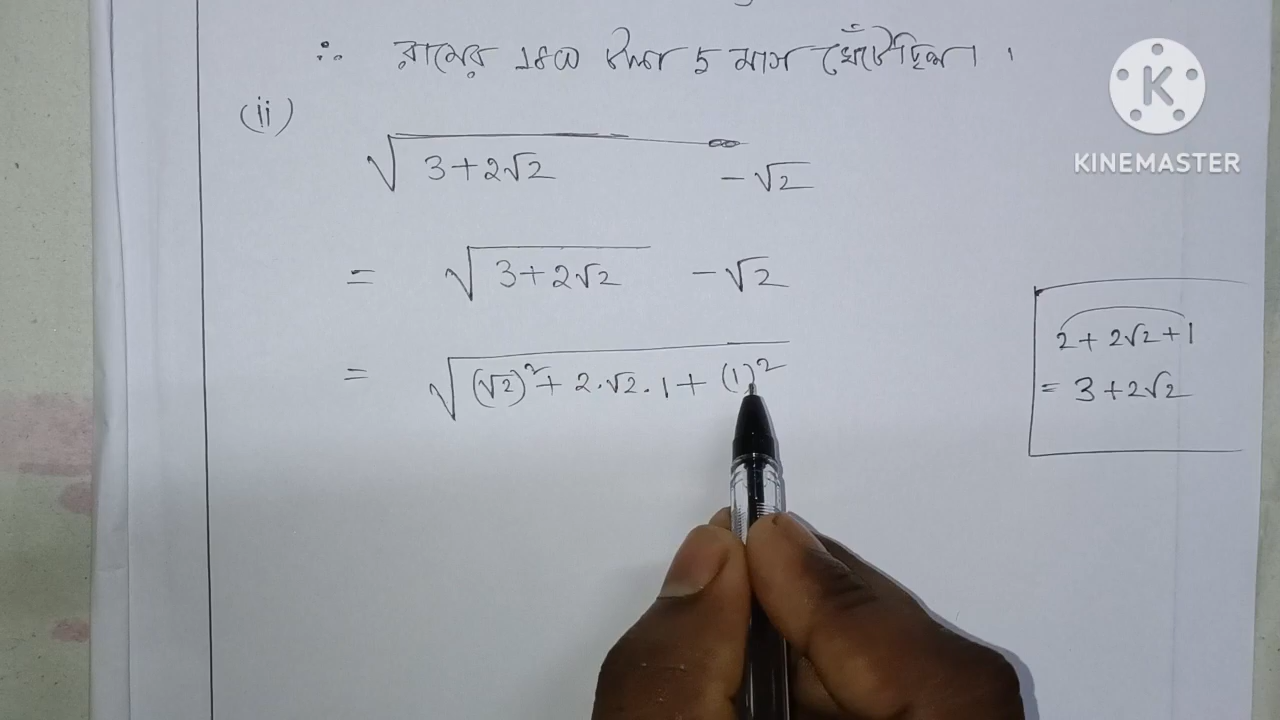 ∴ রামের ১৪০০ টাকা 5 মাস খেটেছিল।
(ii)
√(3+2√2) - √2
= √(3+2√2) - √2
= √((√2)² + 2.√2.1 + (1)²)
2 + 2√2 + 1
= 3 + 2√2
KINEMASTER